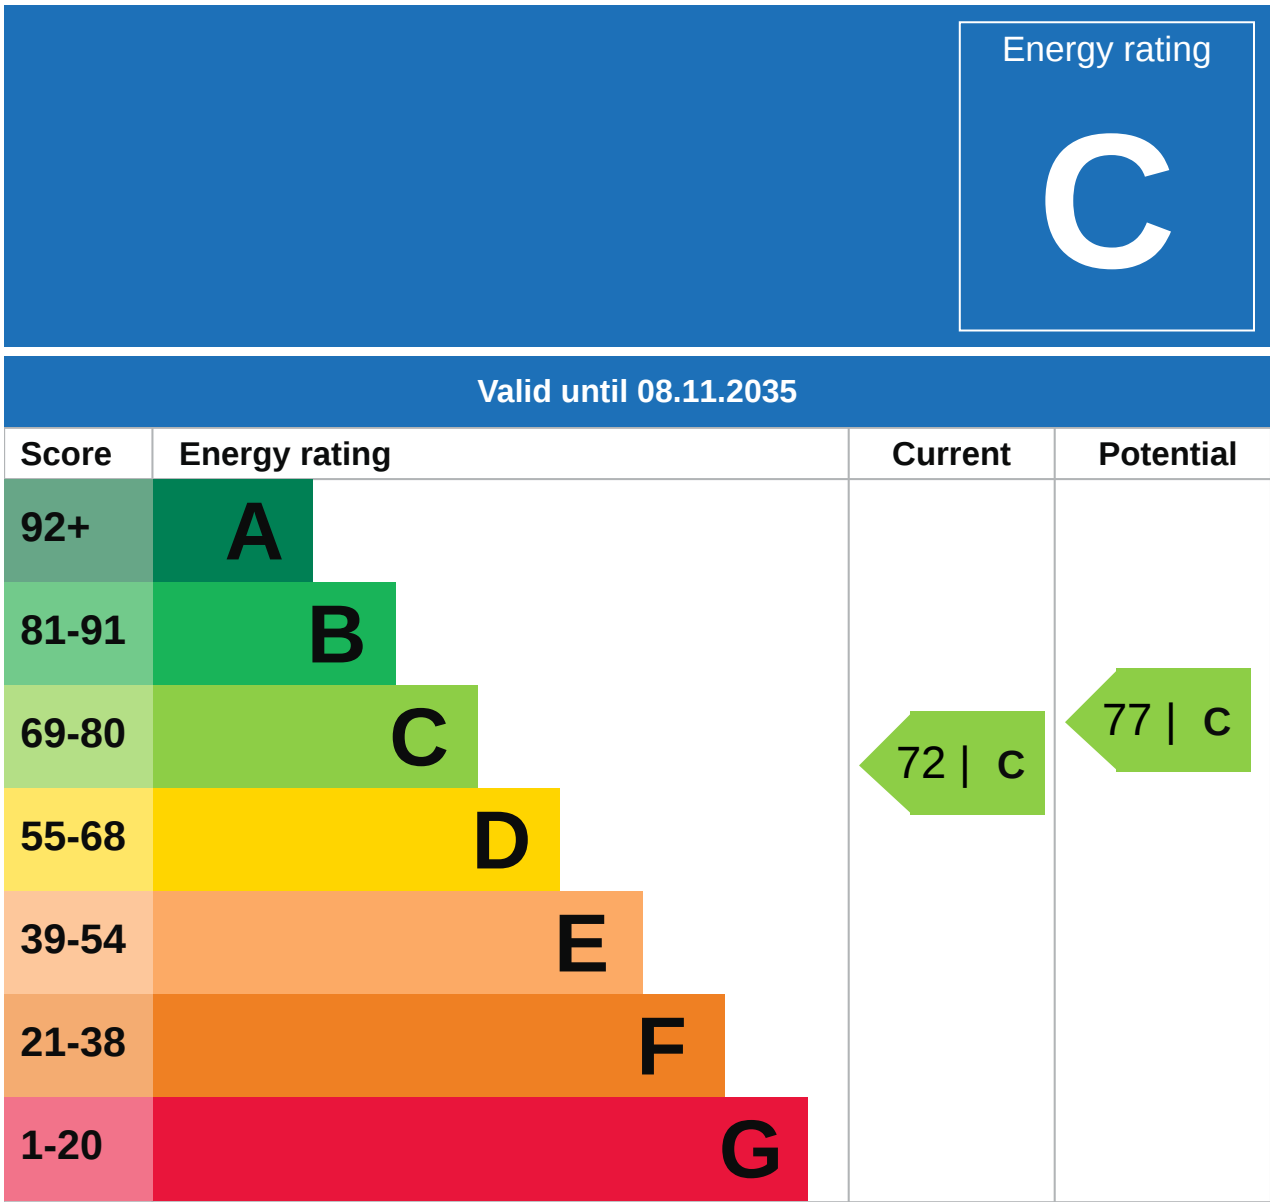 Energy rating
C
Valid until 08.11.2035
Score Energy rating Current Potential
92+ A
81-91 B
69-80 C
72 | C
77 | C
55-68 D
39-54 E
21-38 F
1-20 G